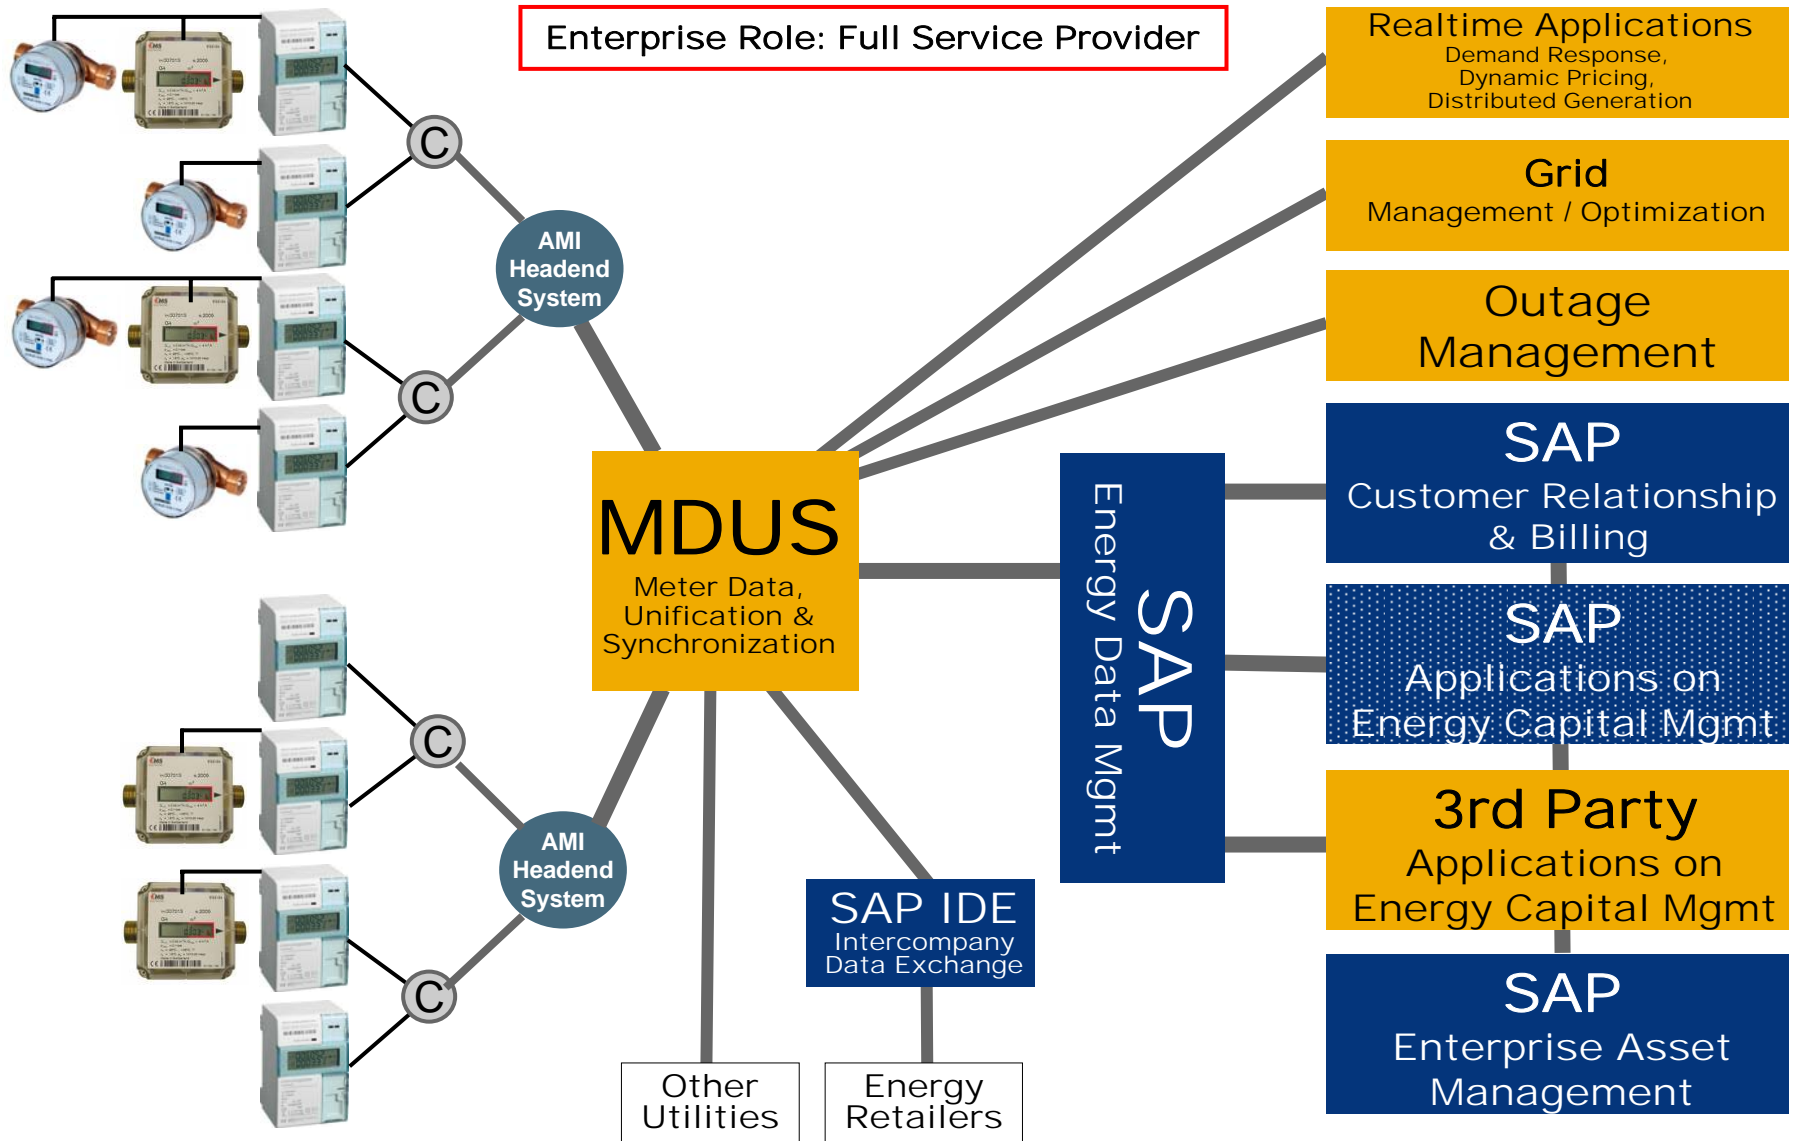 Enterprise Role: Full Service Provider
Realtime Applications
Demand Response,
Dynamic Pricing,
Distributed Generation
Grid
Management / Optimization
Outage
Management
SAP
Customer Relationship
& Billing
SAP
Applications on
Energy Capital Mgmt
3rd Party
Applications on
Energy Capital Mgmt
SAP
Enterprise Asset
Management
SAP
Energy Data Mgmt
MDUS
Meter Data,
Unification &
Synchronization
C
C
AMI
Headend
System
C
C
AMI
Headend
System
SAP IDE
Intercompany
Data Exchange
Other
Utilities
Energy
Retailers